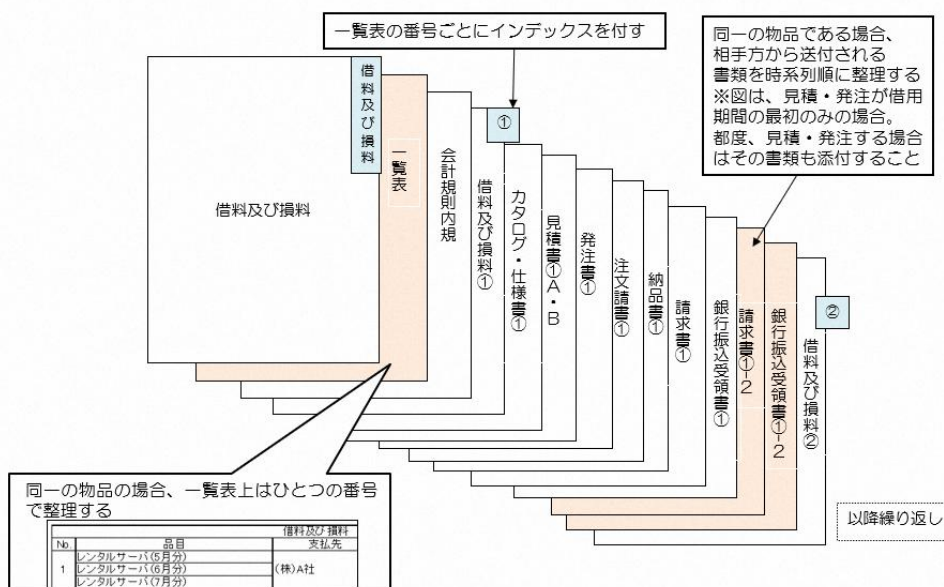 一覧表の番号ごとにインデックスを付す
同一の物品である場合、
相手方から送付される
書類を時系列順に整理する
※図は、見積・発注が借用
期間の最初のみの場合。
都度、見積・発注する場合
はその書類も添付すること
借料及び損料
借料及び損料
一覧表
会計規則内規
借料及び損料①
①
カタログ・仕様書①
見積書①A・B
発注書①
注文請書①
納品書①
請求書①
銀行振込受領書①
請求書①-2
銀行振込受領書①-2
借料及び損料②
②
以降繰り返し
同一の物品の場合、一覧表上はひとつの番号
で整理する
借料及び損料
No 品目 支払先
レンタルサーバ(5月分)
1 レンタルサーバ(6月分) (株)A社
レンタルサーバ(7月分)